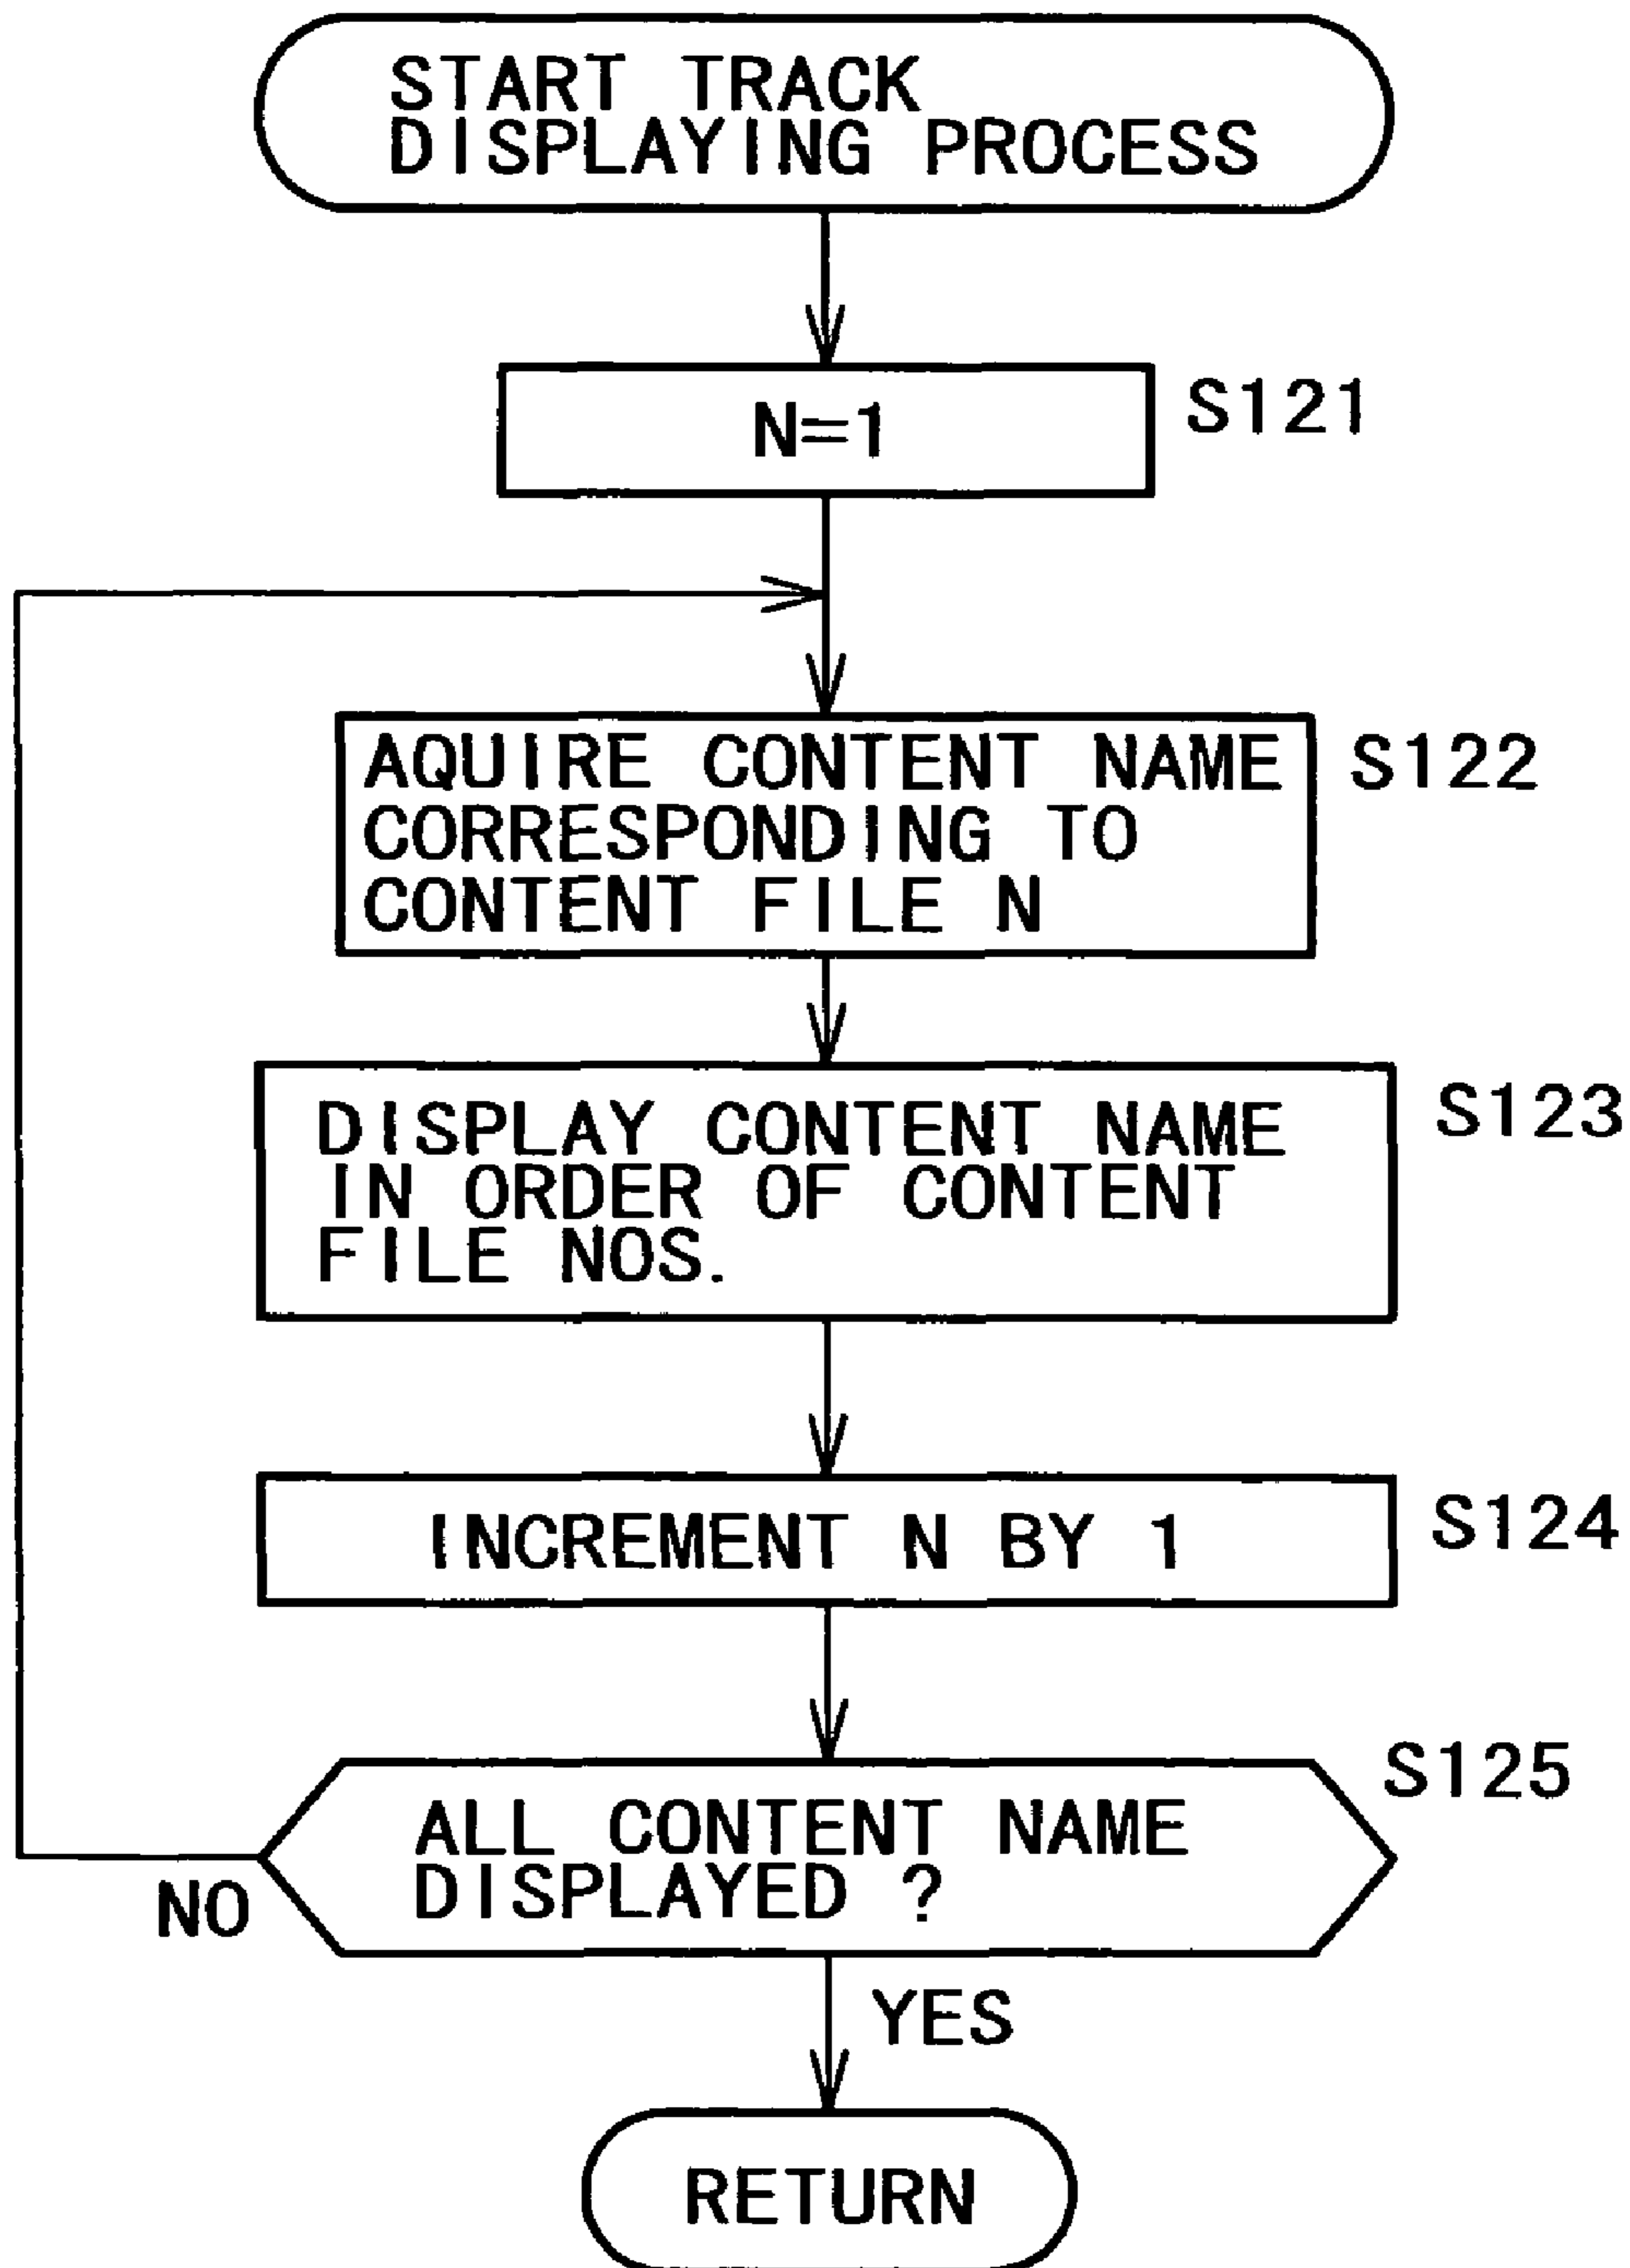 START TRACK
DISPLAYING PROCESS
N=1
S121
AQUIRE CONTENT NAME
CORRESPONDING TO
CONTENT FILE N
S122
DISPLAY CONTENT NAME
IN ORDER OF CONTENT
FILE NOS.
S123
INCREMENT N BY 1
S124
ALL CONTENT NAME
DISPLAYED ?
S125
NO
YES
RETURN